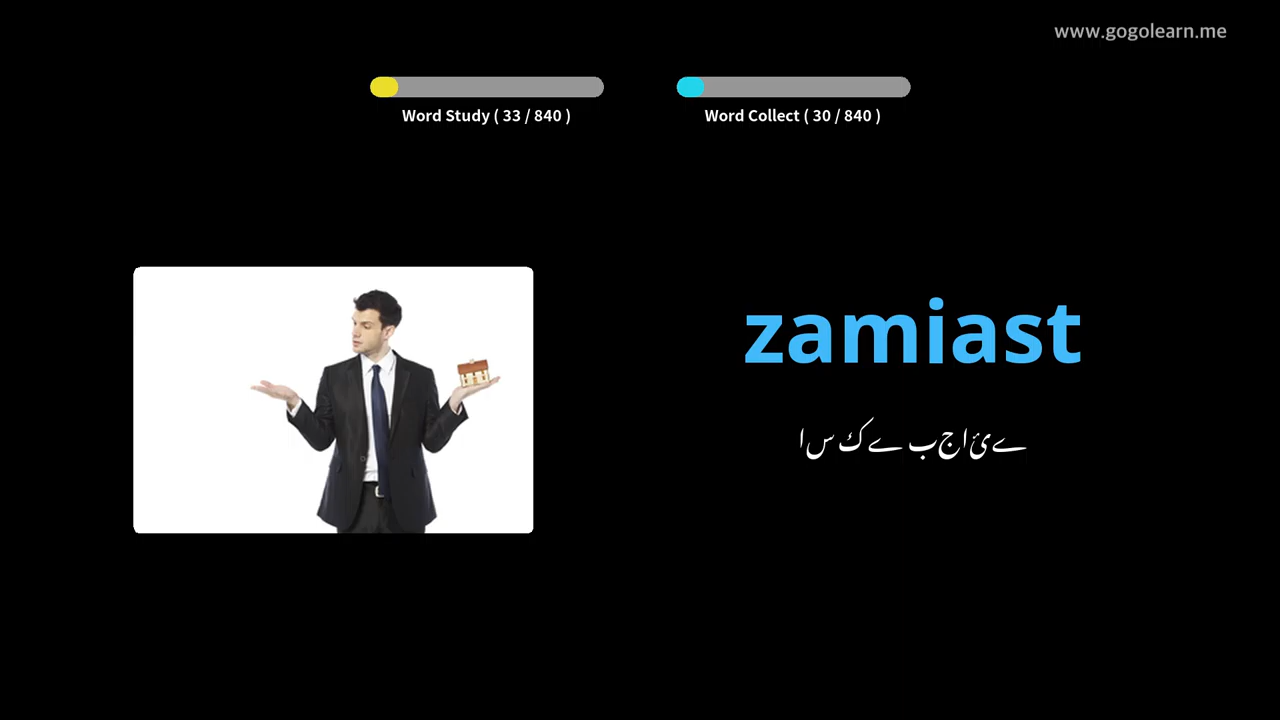 www.gogolearn.me
Word Study ( 33 / 840 )
Word Collect ( 30 / 840 )
zamiast
اس کے بجائے